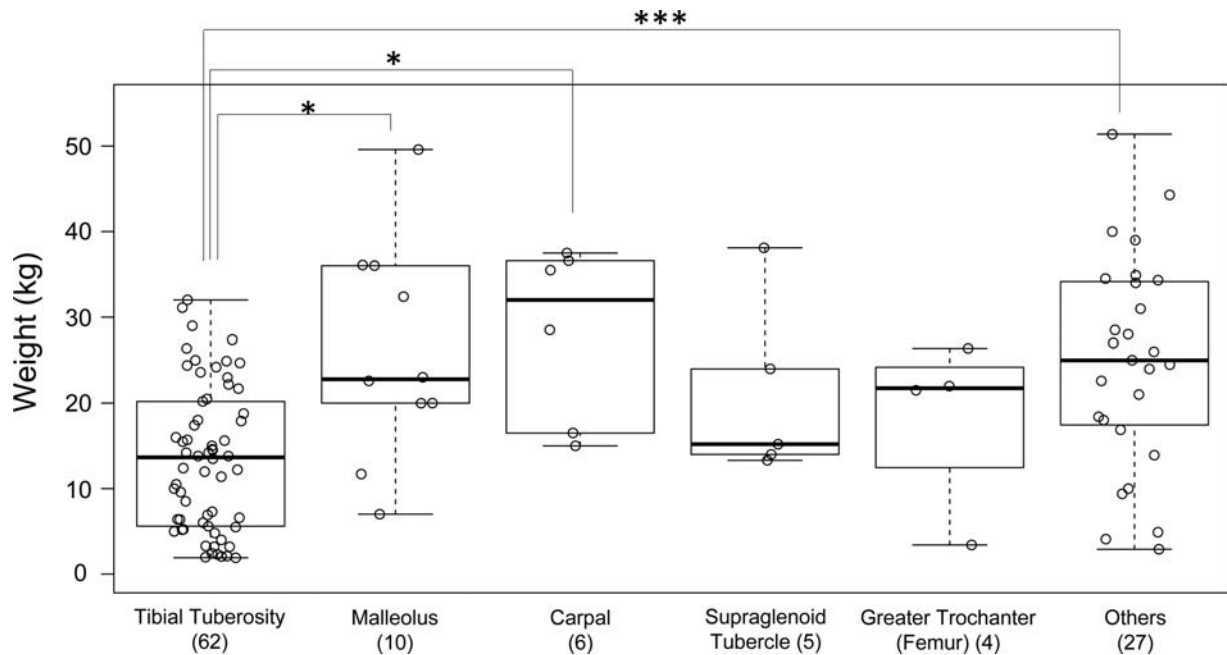 ***
*
*
Weight (kg)
50
40
30
20
10
0
Tibial Tuberosity
(62)
Malleolus
(10)
Carpal
(6)
Supraglenoid
Tubercle (5)
Greater Trochanter
(Femur) (4)
Others
(27)